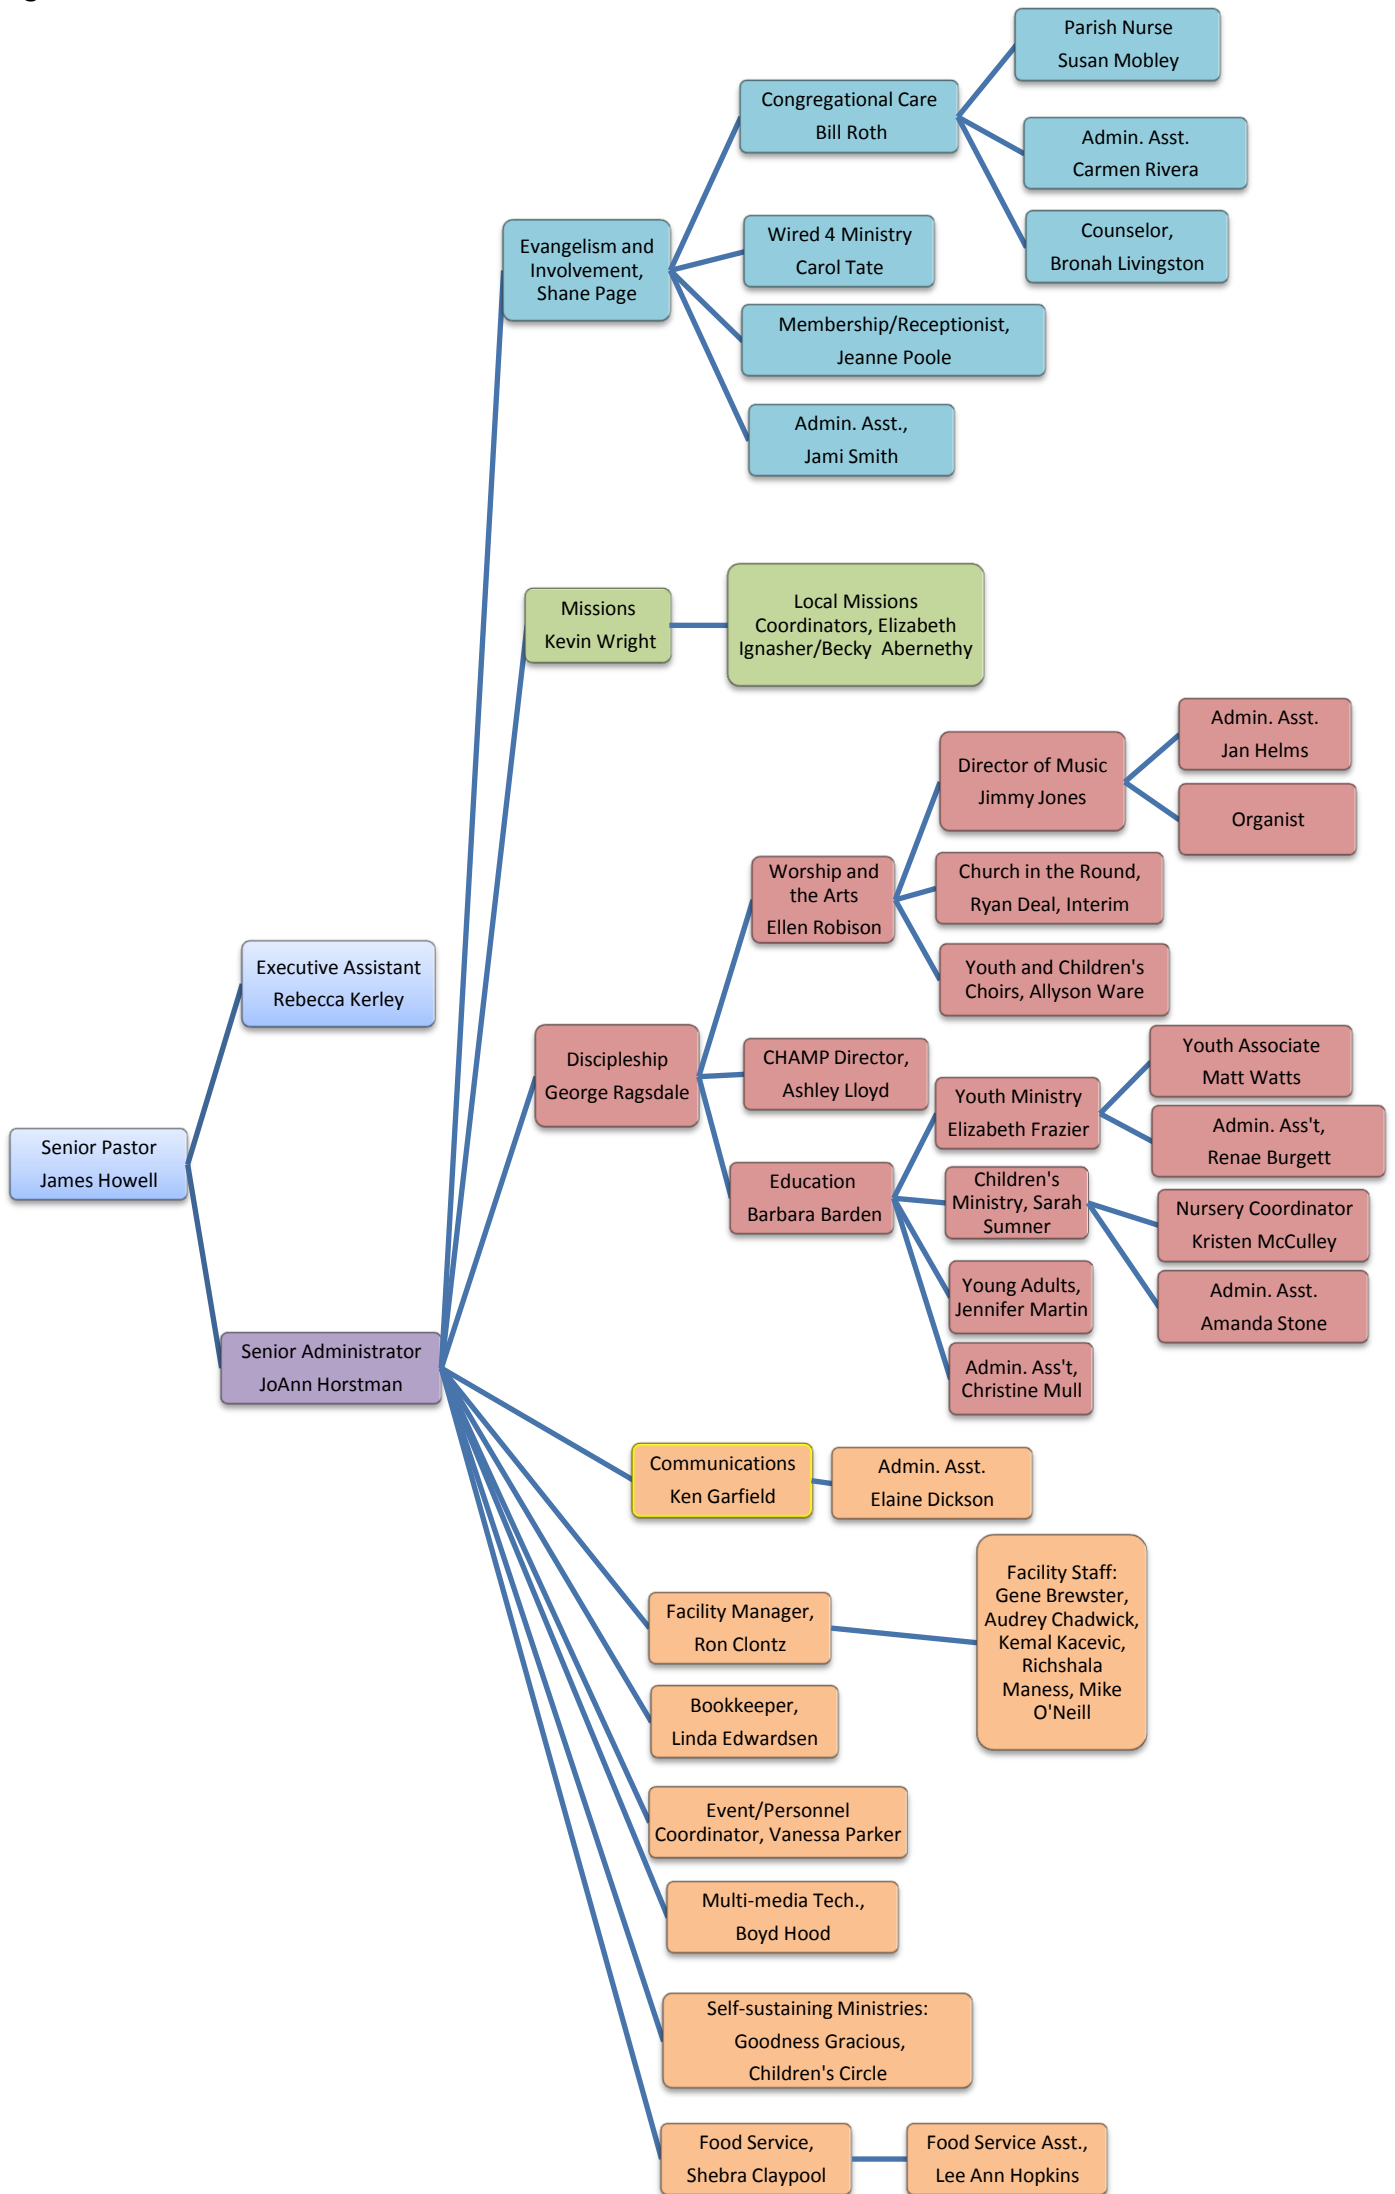 Parish Nurse
Susan Mobley
Congregational Care
Bill Roth
Admin. Asst.
Carmen Rivera
Counselor,
Bronah Livingston
Evangelism and
Involvement,
Shane Page
Wired 4 Ministry
Carol Tate
Membership/Receptionist,
Jeanne Poole
Admin. Asst.,
Jami Smith
Missions
Kevin Wright
Local Missions
Coordinators, Elizabeth
Ignasher/Becky  Abernethy
Admin. Asst.
Jan Helms
Director of Music
Jimmy Jones
Organist
Worship and
the Arts
Ellen Robison
Church in the Round,
Ryan Deal, Interim
Youth and Children's
Choirs, Allyson Ware
Executive Assistant
Rebecca Kerley
Discipleship
George Ragsdale
CHAMP Director,
Ashley Lloyd
Youth Associate
Matt Watts
Youth Ministry
Elizabeth Frazier
Admin. Ass't,
Renae Burgett
Senior Pastor
James Howell
Education
Barbara Barden
Children's
Ministry, Sarah
Sumner
Nursery Coordinator
Kristen McCulley
Young Adults,
Jennifer Martin
Admin. Asst.
Amanda Stone
Senior Administrator
JoAnn Horstman
Admin. Ass't,
Christine Mull
Communications
Ken Garfield
Admin. Asst.
Elaine Dickson
Facility Manager,
Ron Clontz
Facility Staff:
Gene Brewster,
Audrey Chadwick,
Kemal Kacevic,
Richshala
Maness, Mike
O'Neill
Bookkeeper,
Linda Edwardsen
Event/Personnel
Coordinator, Vanessa Parker
Multi-media Tech.,
Boyd Hood
Self-sustaining Ministries:
Goodness Gracious,
Children's Circle
Food Service,
Shebra Claypool
Food Service Asst.,
Lee Ann Hopkins